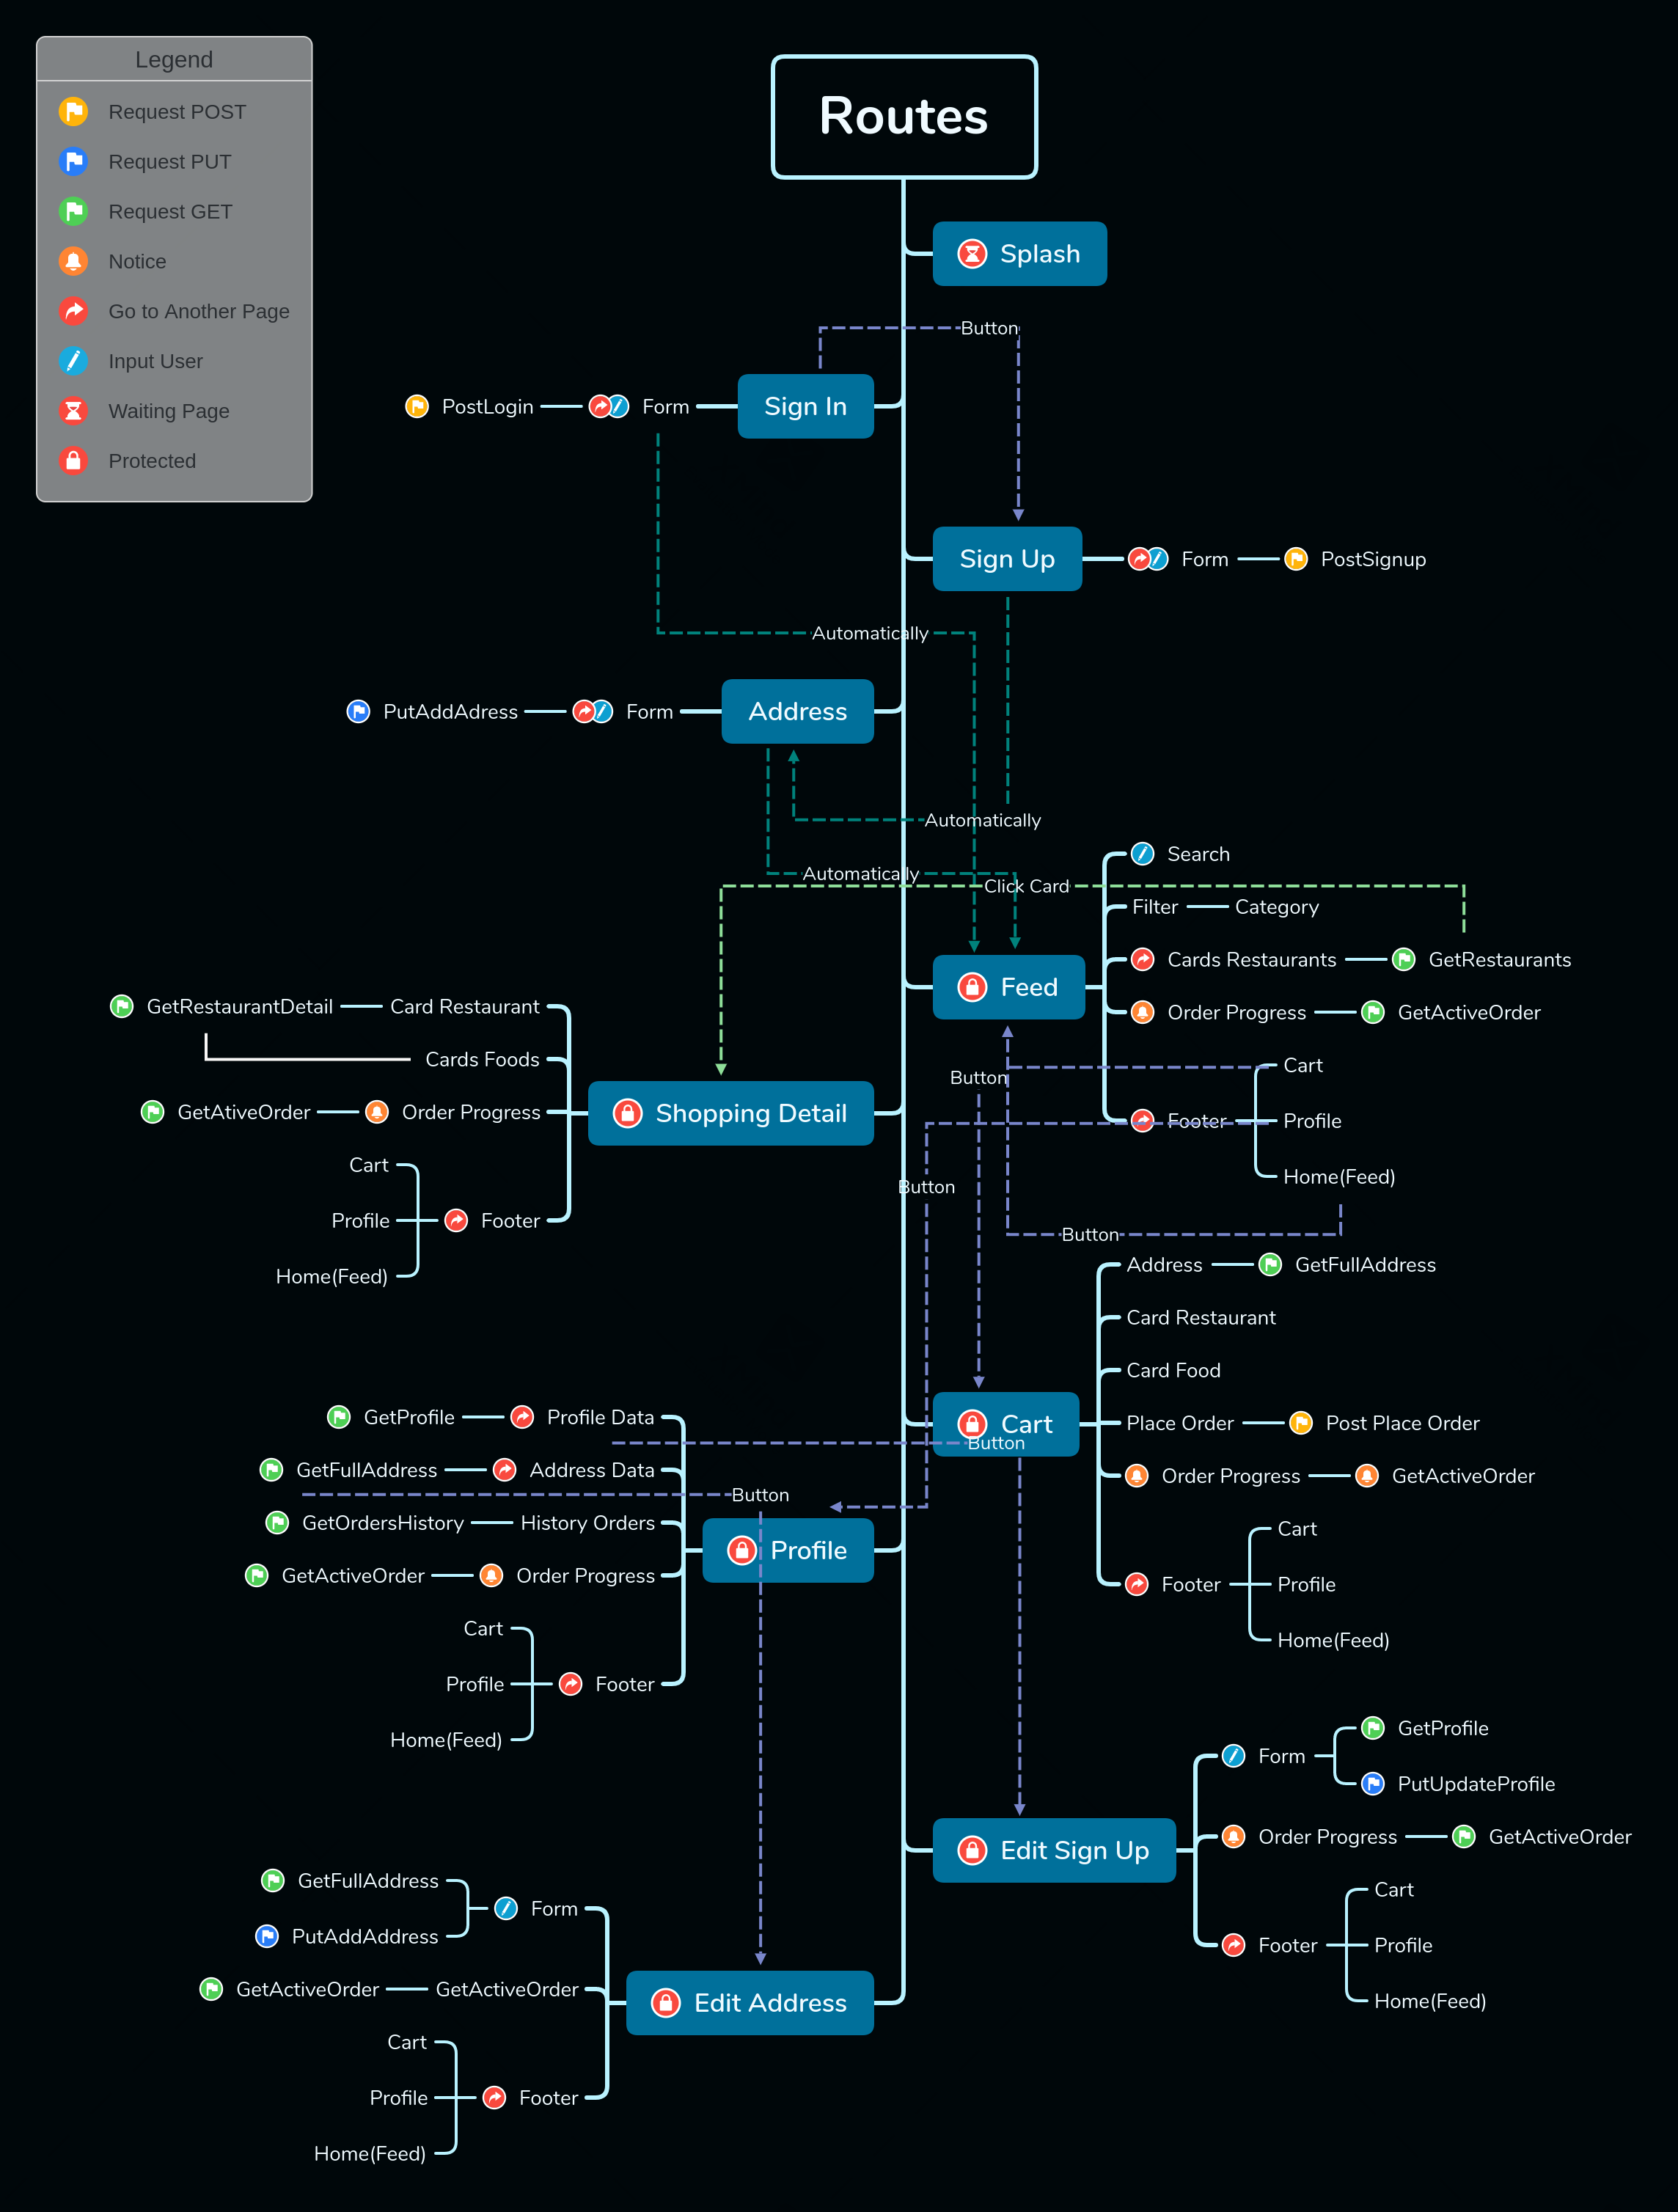 Legend
Request POST
Request PUT
Request GET
Notice
Go to Another Page
Input User
Waiting Page
Protected
Routes
Splash
Button
PostLogin
Form
Sign In
Sign Up
Form
PostSignup
Automatically
PutAddAdress
Form
Address
Automatically
Automatically
Click Card
Search
Filter
Category
Feed
Cards Restaurants
GetRestaurants
Order Progress
GetActiveOrder
Button
Cart
Footer
Profile
Button
Home(Feed)
Button
GetRestaurantDetail
Card Restaurant
Cards Foods
GetAtiveOrder
Order Progress
Shopping Detail
Cart
Profile
Footer
Home(Feed)
Address
GetFullAddress
Card Restaurant
Card Food
Cart
Button
Place Order
Post Place Order
Order Progress
GetActiveOrder
Cart
Footer
Profile
Home(Feed)
GetProfile
Profile Data
GetFullAddress
Address Data
Button
GetOrdersHistory
History Orders
Profile
GetActiveOrder
Order Progress
Cart
Profile
Footer
Home(Feed)
Edit Sign Up
Form
GetProfile
PutUpdateProfile
Order Progress
GetActiveOrder
Cart
Footer
Profile
Home(Feed)
GetFullAddress
Form
PutAddAddress
GetActiveOrder
GetActiveOrder
Edit Address
Cart
Profile
Footer
Home(Feed)